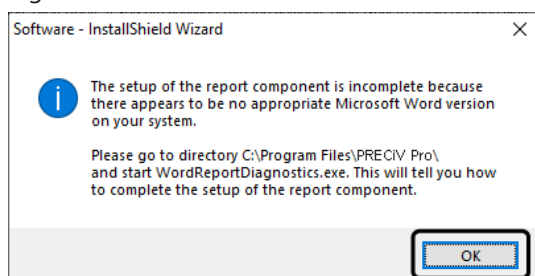 Software - InstallShield Wizard
The setup of the report component is incomplete because
there appears to be no appropriate Microsoft Word version
on your system.
Please go to directory C:\Program Files\PRECiV Pro\
and start WordReportDiagnostics.exe. This will tell you how
to complete the setup of the report component.
OK